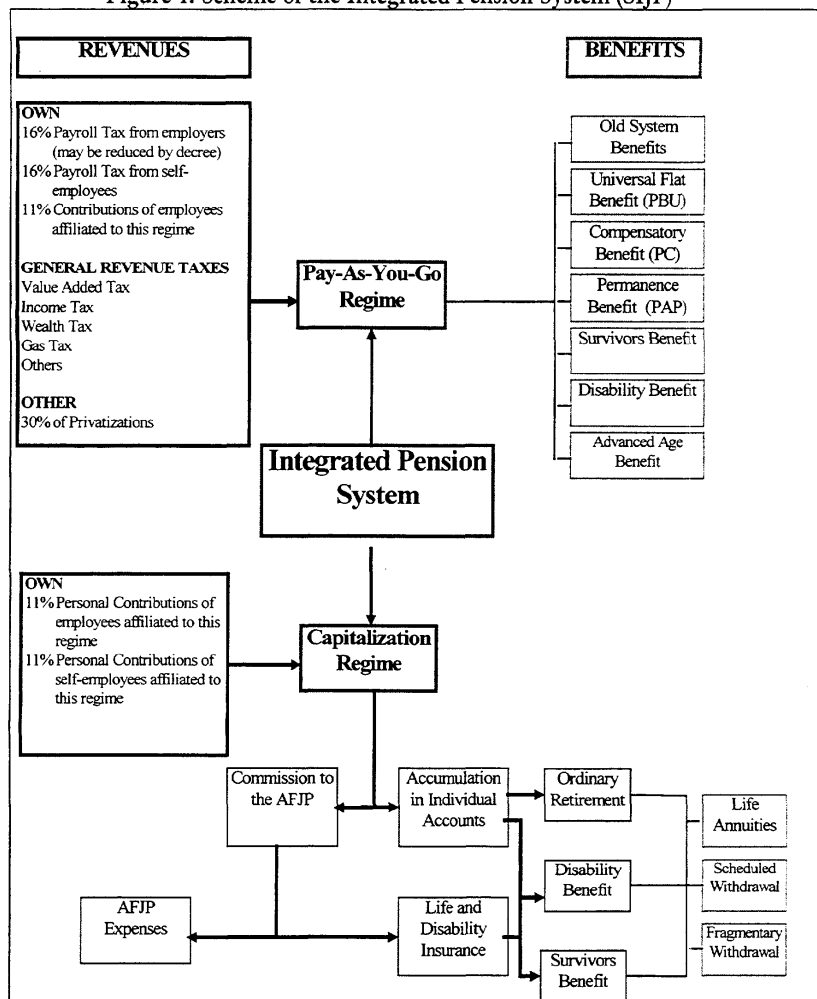 Figure 1. Scheme of the Integrated Pension System (SIJP)
REVENUES
BENEFITS
OWN
16% Payroll Tax from employers
(may be reduced by decree)
16% Payroll Tax from self-
employees
11% Contributions of employees
affiliated to this regime
GENERAL REVENUE TAXES
Value Added Tax
Income Tax
Wealth Tax
Gas Tax
Others
OTHER
30% of Privatizations
Pay-As-You-Go
Regime
Old System
Benefits
Universal Flat
Benefit (PBU)
Compensatory
Benefit (PC)
Permanence
Benefit (PAP)
Survivors Benefit
Disability Benefit
Advanced Age
Benefit
Integrated Pension
System
OWN
11% Personal Contributions of
employees affiliated to this
regime
11% Personal Contributions of
self-employees affiliated to
this regime
Capitalization
Regime
Commission to
the AFJP
Accumulation
in Individual
Accounts
Ordinary
Retirement
Life
Annuities
Disability
Benefit
Scheduled
Withdrawal
AFJP
Expenses
Life and
Disability
Insurance
Survivors
Benefit
Fragmentary
Withdrawal